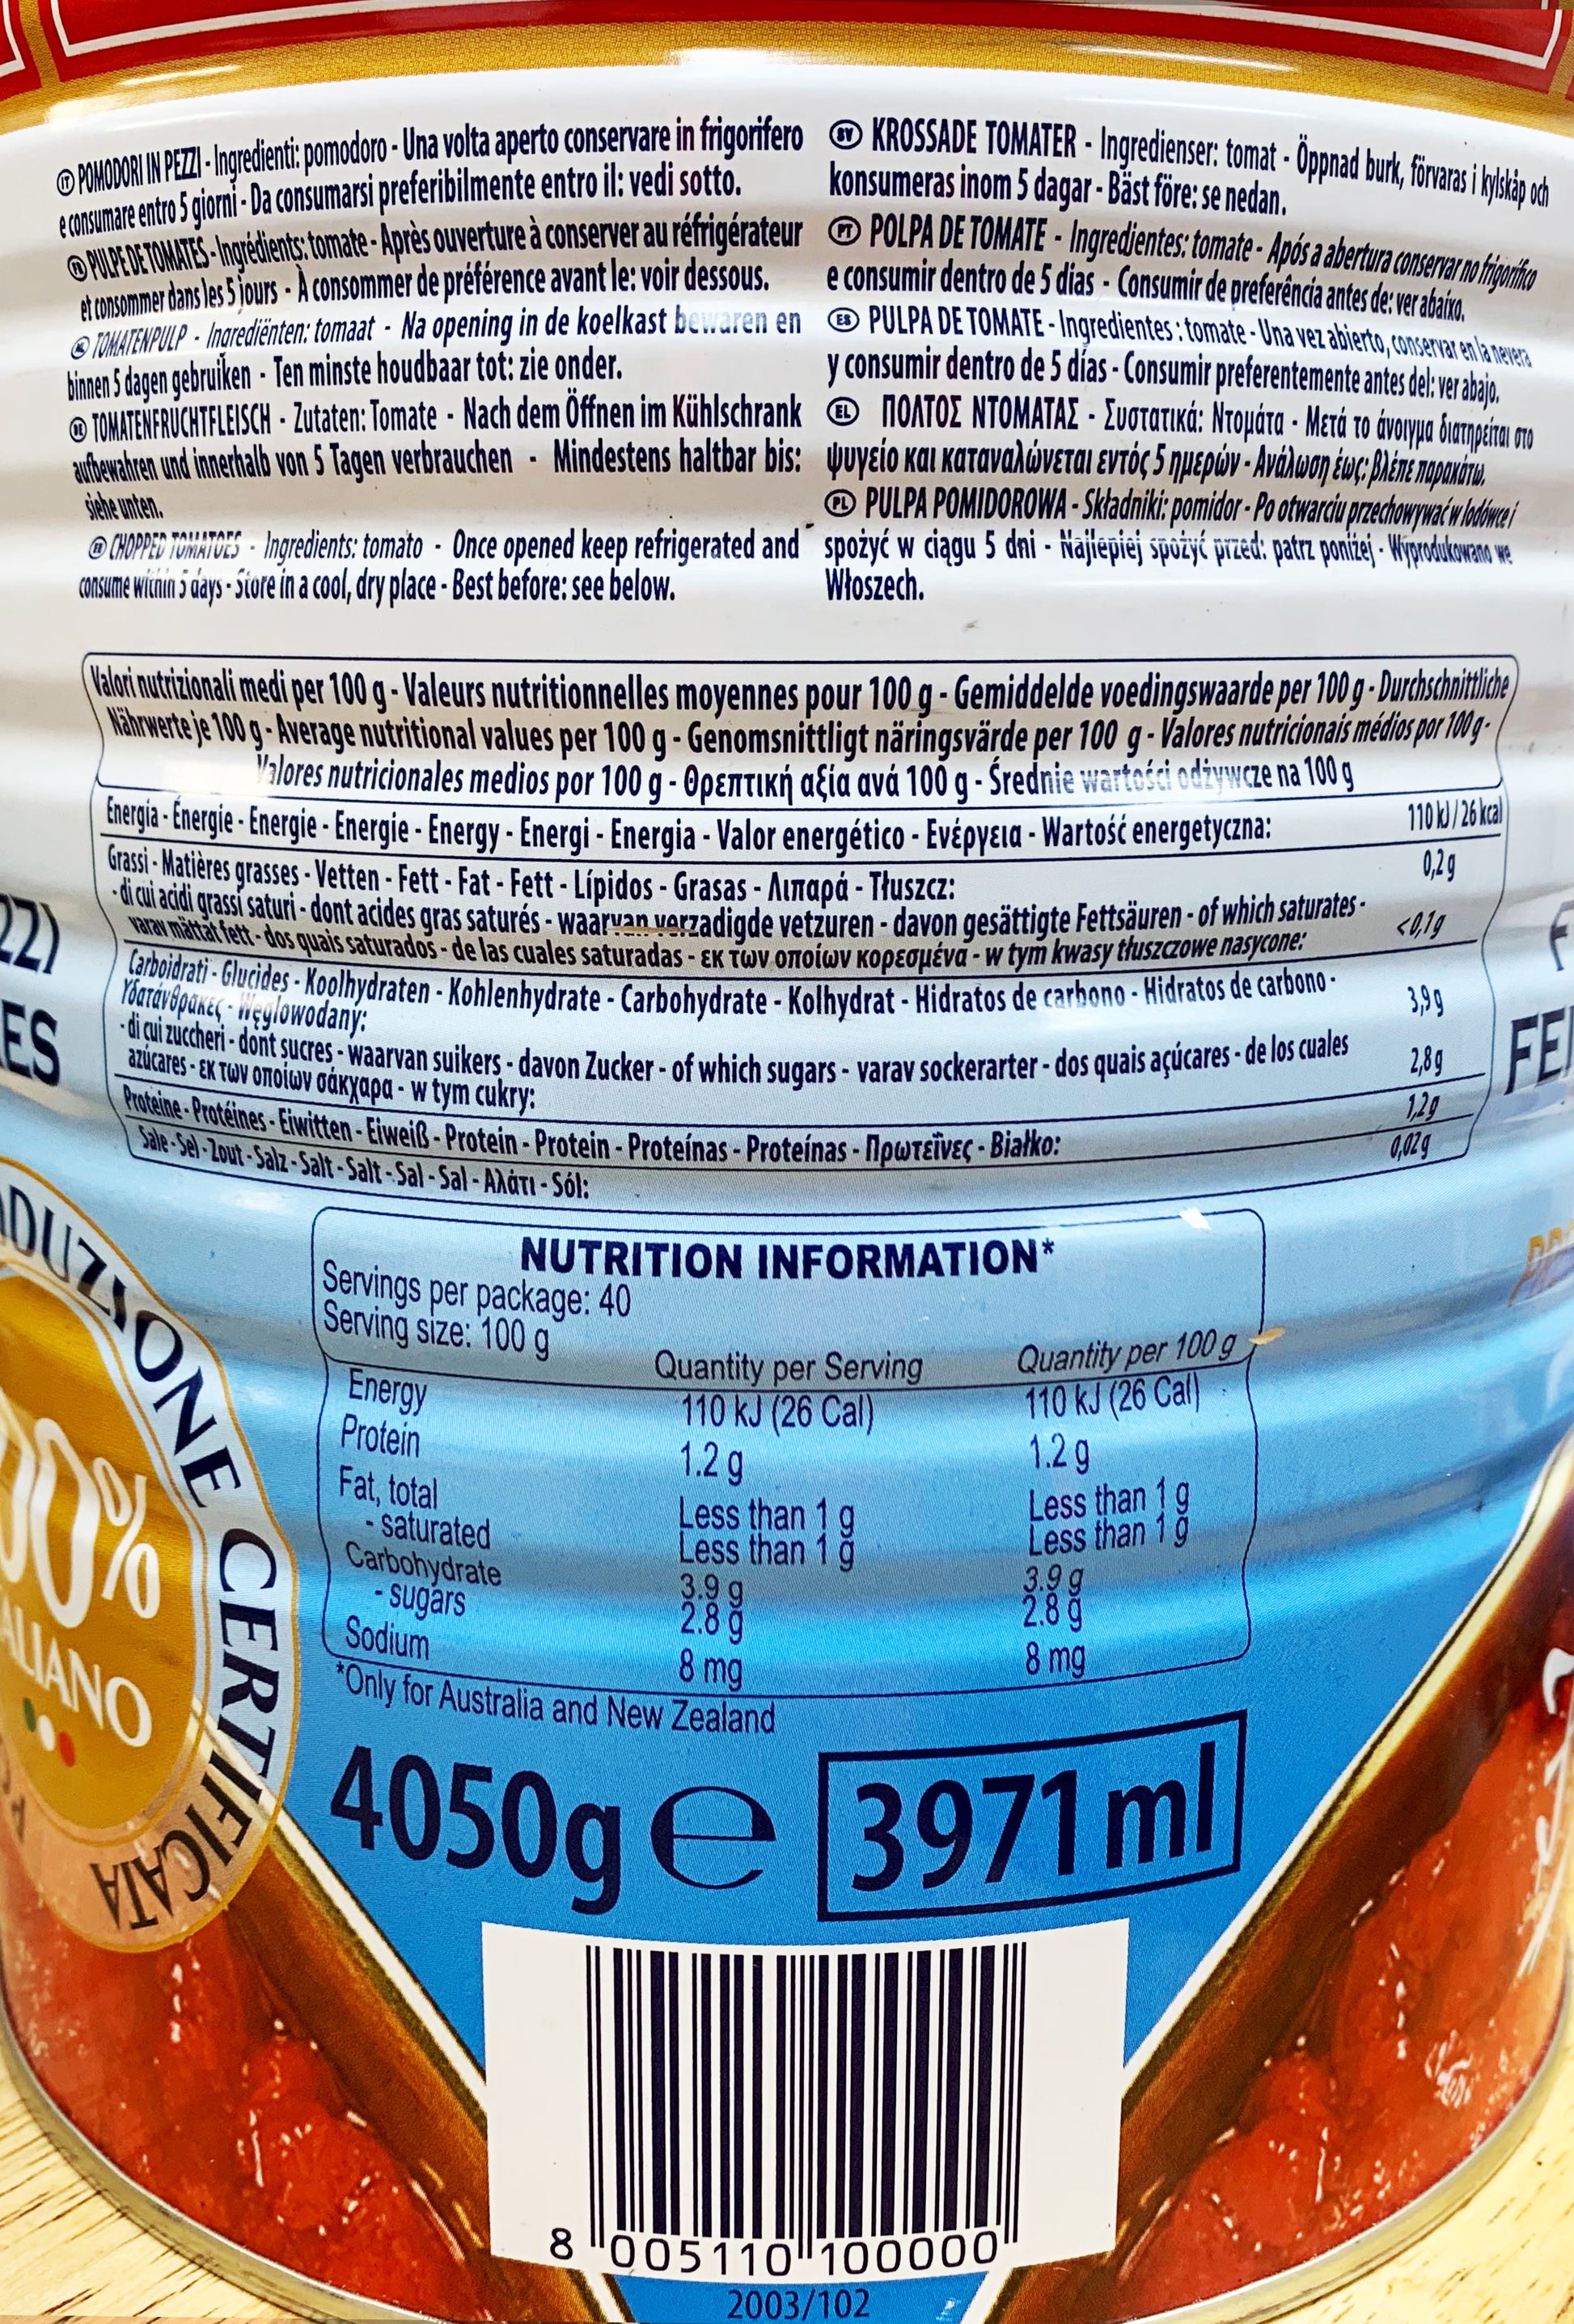 IT POMODORI IN PEZZI - Ingredienti: pomodoro - Una volta aperto conservare in frigorifero
e consumare entro 5 giorni - Da consumarsi preferibilmente entro il: vedi sotto.
FR PULPE DE TOMATES - Ingrédients: tomate - Après ouverture à conserver au réfrigérateur
et consommer dans les 5 jours - À consommer de préférence avant le: voir dessous.
NL TOMATENPULP - Ingrediënten: tomaat - Na opening in de koelkast bewaren en
binnen 5 dagen gebruiken - Ten minste houdbaar tot: zie onder.
DE TOMATENFRUCHTFLEISCH - Zutaten: Tomate - Nach dem Öffnen im Kühlschrank
aufbewahren und innerhalb von 5 Tagen verbrauchen - Mindestens haltbar bis:
siehe unten.
CHOPPED TOMATOES - Ingredients: tomato - Once opened keep refrigerated and
consume within 5 days - Store in a cool, dry place - Best before: see below.
SV KROSSADE TOMATER - Ingredienser: tomat - Öppnad burk, förvaras i kylskåp och
konsumeras inom 5 dagar - Bäst före: se nedan.
PT POLPA DE TOMATE - Ingredientes: tomate - Após a abertura conservar no frigorífico
e consumir dentro de 5 dias - Consumir de preferência antes de: ver abaixo.
ES PULPA DE TOMATE - Ingredientes: tomate - Una vez abierto, conservar en la nevera
y consumir dentro de 5 días - Consumir preferentemente antes del: ver abajo.
EL ΠΟΛΤΟΣ ΝΤΟΜΑΤΑΣ - Συστατικά: Ντομάτα - Μετά το άνοιγμα διατηρείται στο
ψυγείο και καταναλώνεται εντός 5 ημερών - Ανάλωση έως: βλέπε παρακάτω.
PL PULPA POMIDOROWA - Składniki: pomidor - Po otwarciu przechowywać w lodówce i
spożyć w ciągu 5 dni - Najlepiej spożyć przed: patrz poniżej - Wyprodukowano we
Włoszech.
Valori nutrizionali medi per 100 g - Valeurs nutritionnelles moyennes pour 100 g - Gemiddelde voedingswaarde per 100 g - Durchschnittliche
Nährwerte je 100 g - Average nutritional values per 100 g - Genomsnittligt näringsvärde per 100 g - Valores nutricionais médios por 100 g -
Valores nutricionales medios por 100 g - Θρεπτική αξία ανά 100 g - Średnie wartości odżywcze na 100 g
Energia - Énergie - Energie - Energie - Energy - Energi - Energia - Valor energético - Ενέργεια - Wartość energetyczna: 110 kJ / 26 kcal
Grassi - Matières grasses - Vetten - Fett - Fat - Fett - Lípidos - Grasas - Λιπαρά - Tłuszcz: 0,2 g
- di cui acidi grassi saturi - dont acides gras saturés - waarvan verzadigde vetzuren - davon gesättigte Fettsäuren - of which saturates -
varav mättat fett - dos quais saturados - de las cuales saturadas - εκ των οποίων κορεσμένα - w tym kwasy tłuszczowe nasycone: <0,1 g
Carboidrati - Glucides - Koolhydraten - Kohlenhydrate - Carbohydrate - Kolhydrat - Hidratos de carbono - Hidratos de carbono -
Υδατάνθρακες - Węglowodany: 3,9 g
- di cui zuccheri - dont sucres - waarvan suikers - davon Zucker - of which sugars - varav sockerarter - dos quais açúcares - de los cuales
azúcares - εκ των οποίων σάκχαρα - w tym cukry: 2,8 g
Proteine - Protéines - Eiwitten - Eiweiß - Protein - Protein - Proteínas - Proteínas - Πρωτεΐνες - Białko: 1,2 g
Sale - Sel - Zout - Salz - Salt - Salt - Sal - Sal - Αλάτι - Sól: 0,02 g
NUTRITION INFORMATION*
Servings per package: 40
Serving size: 100 g
Quantity per Serving Quantity per 100 g
Energy 110 kJ (26 Cal) 110 kJ (26 Cal)
Protein 1.2 g 1.2 g
Fat, total Less than 1 g Less than 1 g
- saturated Less than 1 g Less than 1 g
Carbohydrate 3.9 g 3.9 g
- sugars 2.8 g 2.8 g
Sodium 8 mg 8 mg
*Only for Australia and New Zealand
4050g e 3971 ml
8 005110 100000
2003/102
CERTIFICATA